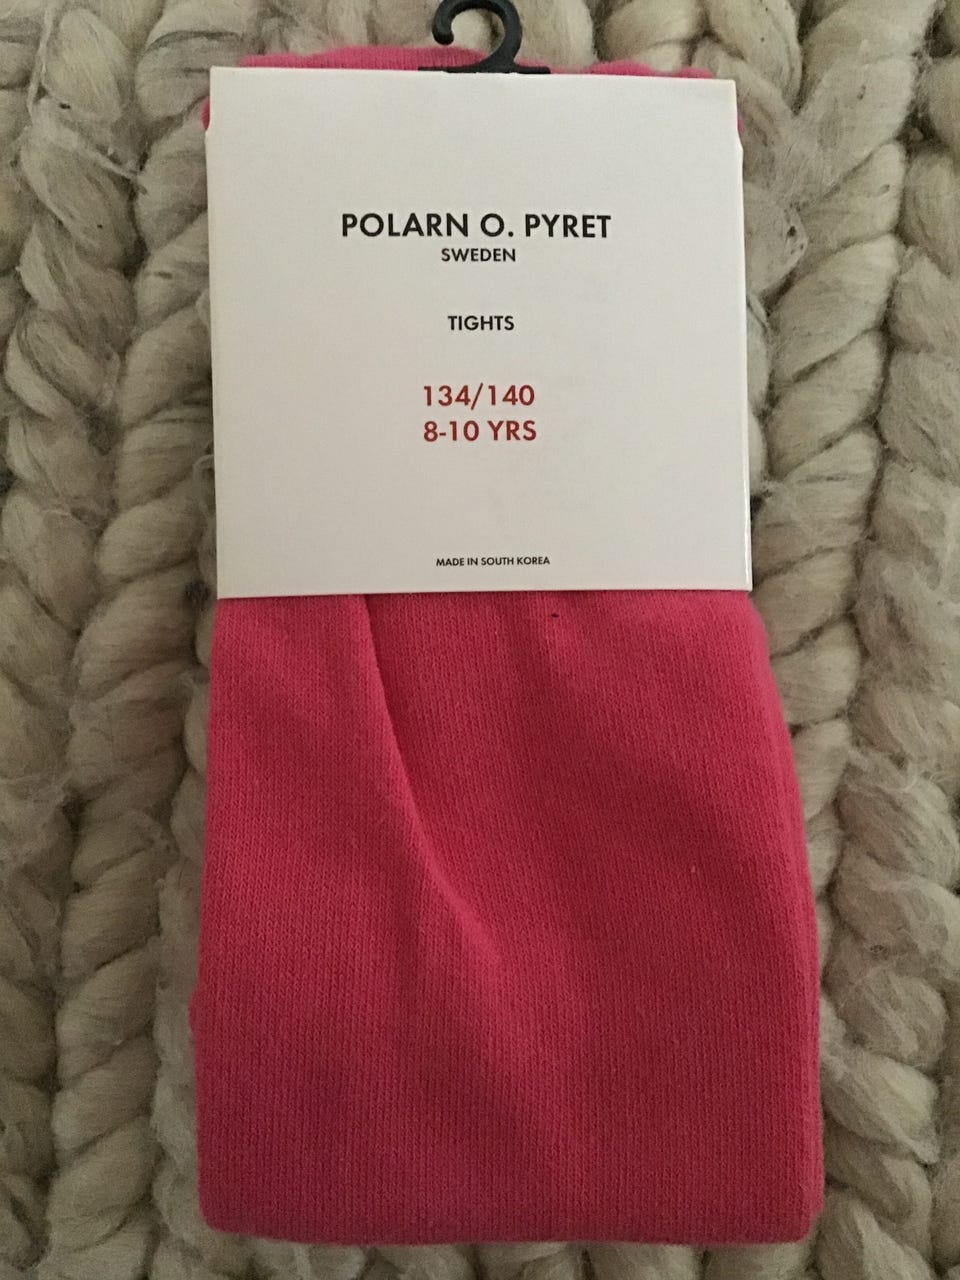 POLARN O. PYRET
SWEDEN
TIGHTS
134/140
8-10 YRS
MADE IN SOUTH KOREA